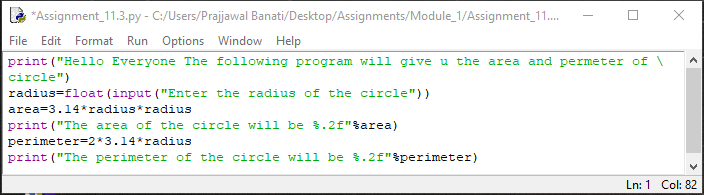 *Assignment_11.3.py - C:/Users/Prajjawal Banati/Desktop/Assignments/Module_1/Assignment_11....
File Edit Format Run Options Window Help
print("Hello Everyone The following program will give u the area and permeter of \
circle")
radius=float(input("Enter the radius of the circle"))
area=3.14*radius*radius
print("The area of the circle will be %.2f"%area)
perimeter=2*3.14*radius
print("The perimeter of the circle will be %.2f"%perimeter)
Ln: 1 Col: 82